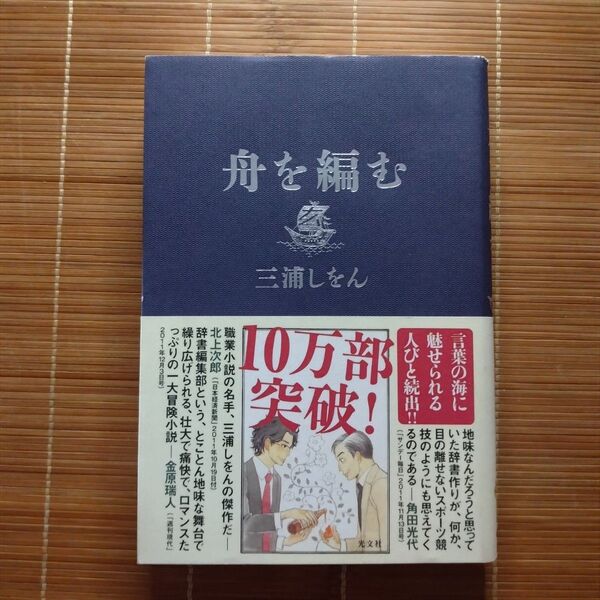 舟を編む
三浦しをん
言葉の海に
魅せられる
人びと続出!!
10万部
突破!
地味なんだろうと思って
いた辞書作りが、何か、
目の離せないスポーツ競
技のようにも思えてく
るのである──角田光代
(「サンデー毎日」2011年11月13日号)
職業小説の名手、三浦しをんの傑作だ──
北上次郎(「日本経済新聞」2011年10月19日付)
辞書編集部という、とことん地味な舞台で
繰り広げられる、壮大で痛快で、ロマンスた
っぷりの一大冒険小説──金原瑞人(「週刊現代」
2011年12月3日号)
光文社